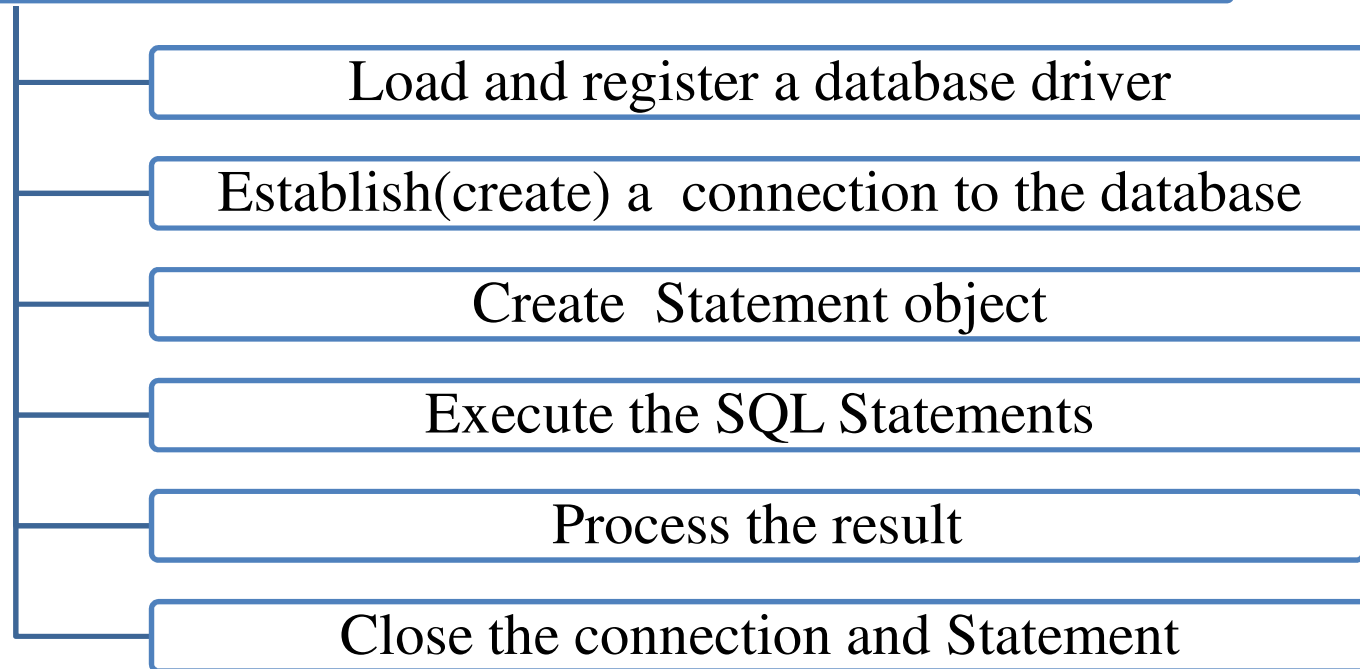 Load and register a database driver
Establish(create) a  connection to the database
Create  Statement object
Execute the SQL Statements
Process the result
Close the connection and Statement